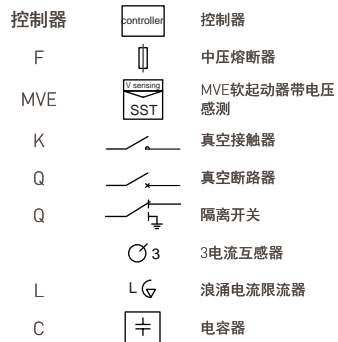 控制器 controller 控制器
F 中压熔断器
MVE V sensing SST MVE软起动器带电压
感测
K 真空接触器
Q 真空断路器
Q 隔离开关
3 3电流互感器
L L 浪涌电流限流器
C 电容器